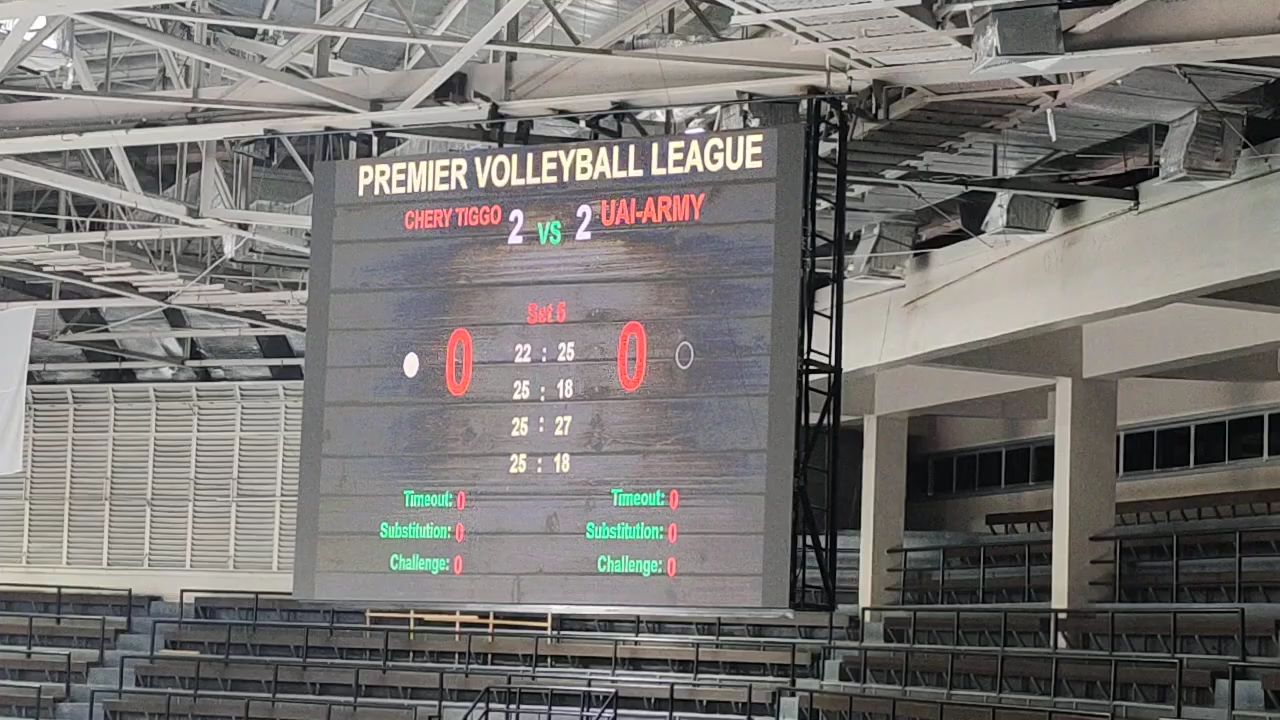 PREMIER VOLLEYBALL LEAGUE
CHERY TIGGO 2 VS 2 UAI-ARMY
Set 5
0 22 : 25 0
25 : 18
25 : 27
25 : 18
Timeout: 0 Timeout: 0
Substitution: 0 Substitution: 0
Challenge: 0 Challenge: 0